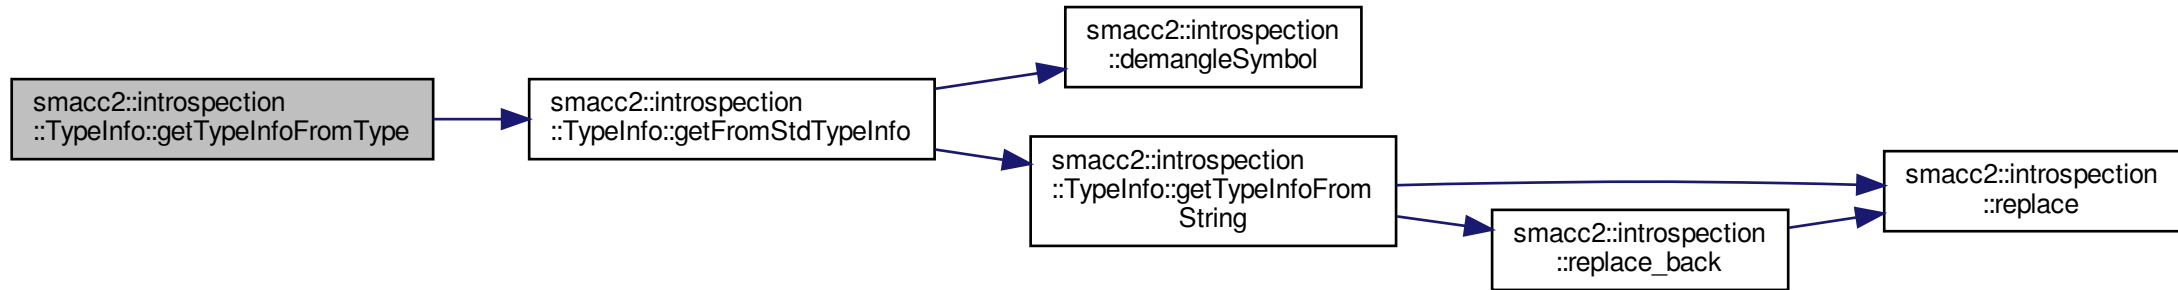 smacc2::introspection
::TypeInfo::getTypeInfoFromType
smacc2::introspection
::TypeInfo::getFromStdTypeInfo
smacc2::introspection
::demangleSymbol
smacc2::introspection
::TypeInfo::getTypeInfoFrom
String
smacc2::introspection
::replace_back
smacc2::introspection
::replace